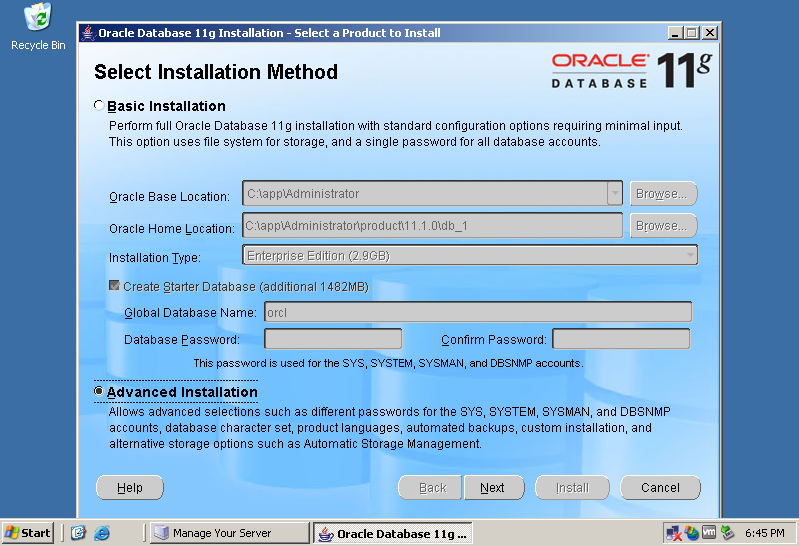 Recycle Bin
Oracle Database 11g Installation - Select a Product to Install
Select Installation Method
ORACLE
DATABASE
11g
Basic Installation
Perform full Oracle Database 11g installation with standard configuration options requiring minimal input.
This option uses file system for storage, and a single password for all database accounts.
Oracle Base Location: C:\app\Administrator Browse...
Oracle Home Location: C:\app\Administrator\product\11.1.0\db_1 Browse...
Installation Type: Enterprise Edition (2.9GB)
Create Starter Database (additional 1482MB)
Global Database Name: orcl
Database Password: Confirm Password:
This password is used for the SYS, SYSTEM, SYSMAN, and DBSNMP accounts.
Advanced Installation
Allows advanced selections such as different passwords for the SYS, SYSTEM, SYSMAN, and DBSNMP
accounts, database character set, product languages, automated backups, custom installation, and
alternative storage options such as Automatic Storage Management.
Help Back Next Install Cancel
Start Manage Your Server Oracle Database 11g ... vm 6:45 PM